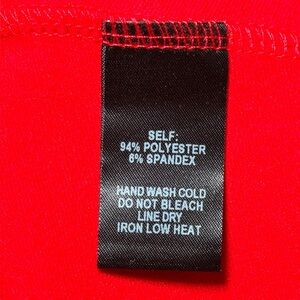 SELF:
94% POLYESTER
6% SPANDEX
HAND WASH COLD
DO NOT BLEACH
LINE DRY
IRON LOW HEAT